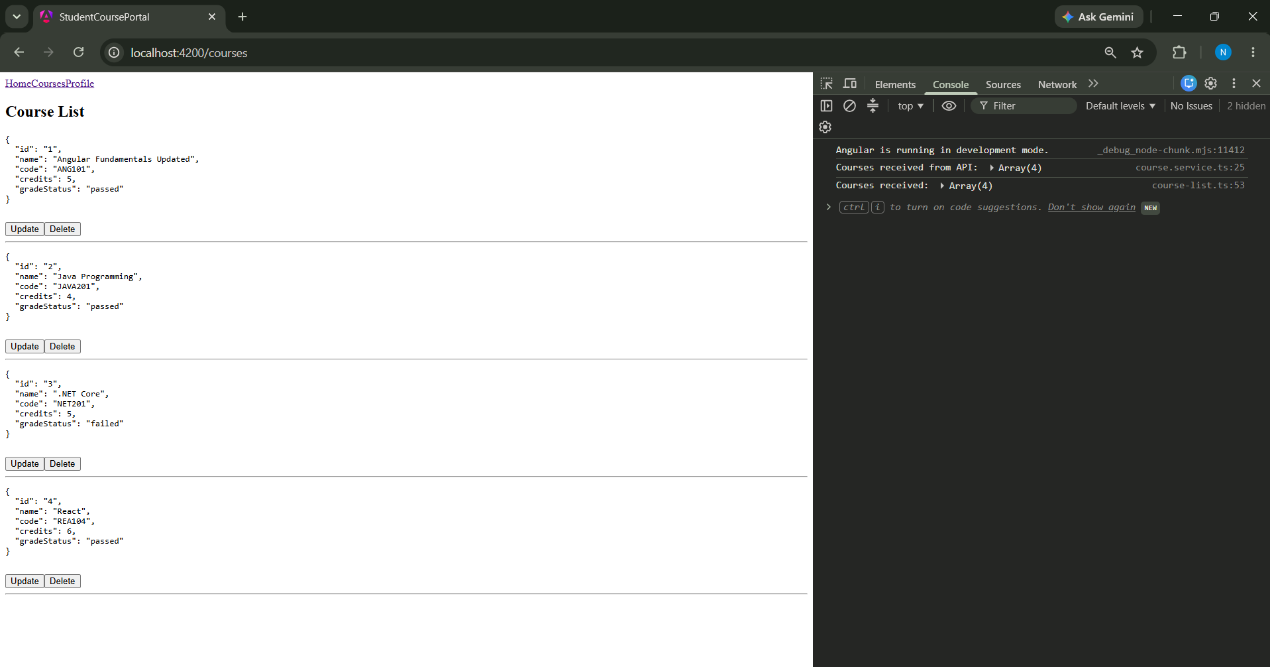 StudentCoursePortal
Ask Gemini
localhost:4200/courses
N
HomeCoursesProfile
Course List
{
  "id": "1",
  "name": "Angular Fundamentals Updated",
  "code": "ANG101",
  "credits": 5,
  "gradeStatus": "passed"
}
Update Delete
{
  "id": "2",
  "name": "Java Programming",
  "code": "JAVA201",
  "credits": 4,
  "gradeStatus": "passed"
}
Update Delete
{
  "id": "3",
  "name": ".NET Core",
  "code": "NET201",
  "credits": 5,
  "gradeStatus": "failed"
}
Update Delete
{
  "id": "4",
  "name": "React",
  "code": "REA104",
  "credits": 6,
  "gradeStatus": "passed"
}
Update Delete
Elements Console Sources Network
top Filter Default levels No Issues 2 hidden
Angular is running in development mode. _debug_node-chunk.mjs:11412
Courses received from API: Array(4) course.service.ts:25
Courses received: Array(4) course-list.ts:53
ctrl i to turn on code suggestions. Don't show again NEW